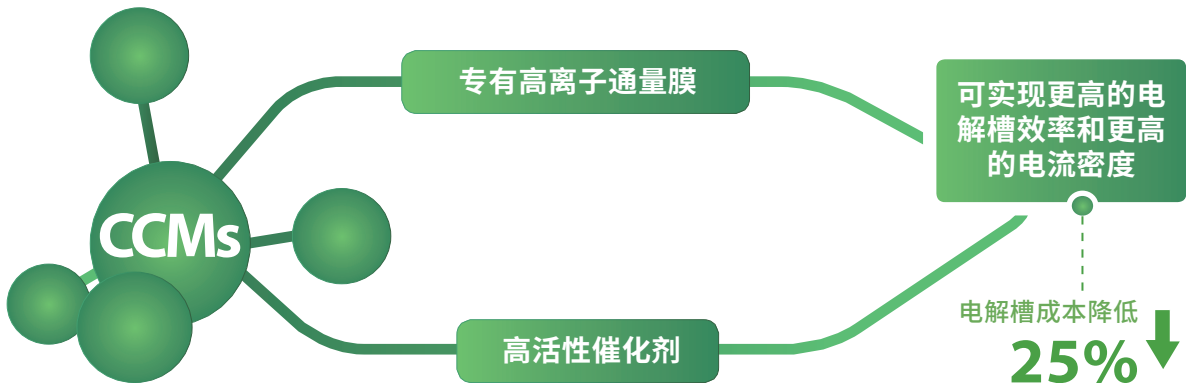 CCMs
专有高离子通量膜
高活性催化剂
可实现更高的电
解槽效率和更高
的电流密度
电解槽成本降低
25%